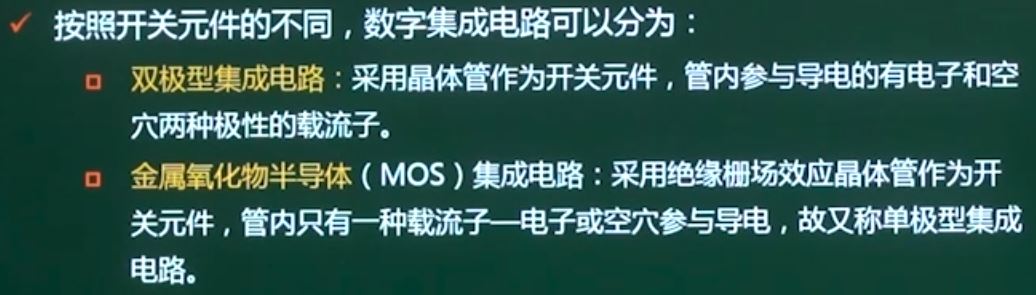 按照开关元件的不同，数字集成电路可以分为：
双极型集成电路：采用晶体管作为开关元件，管内参与导电的有电子和空
穴两种极性的载流子。
金属氧化物半导体（MOS）集成电路：采用绝缘栅场效应晶体管作为开
关元件，管内只有一种载流子—电子或空穴参与导电，故又称单极型集成
电路。